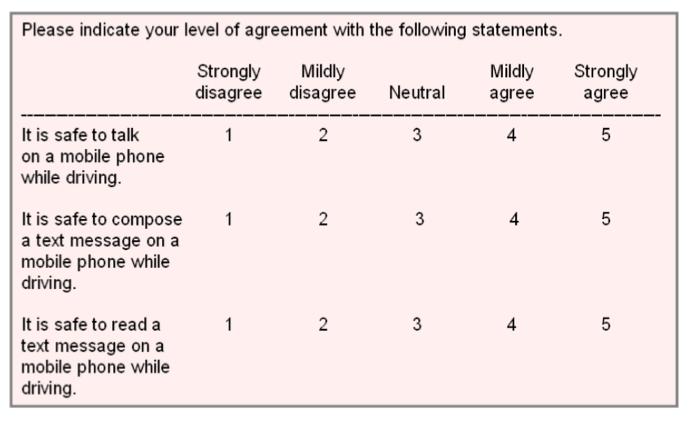 Please indicate your level of agreement with the following statements.
Strongly disagree Mildly disagree Neutral Mildly agree Strongly agree
It is safe to talk 1 2 3 4 5
on a mobile phone
while driving.
It is safe to compose 1 2 3 4 5
a text message on a
mobile phone while
driving.
It is safe to read a 1 2 3 4 5
text message on a
mobile phone while
driving.